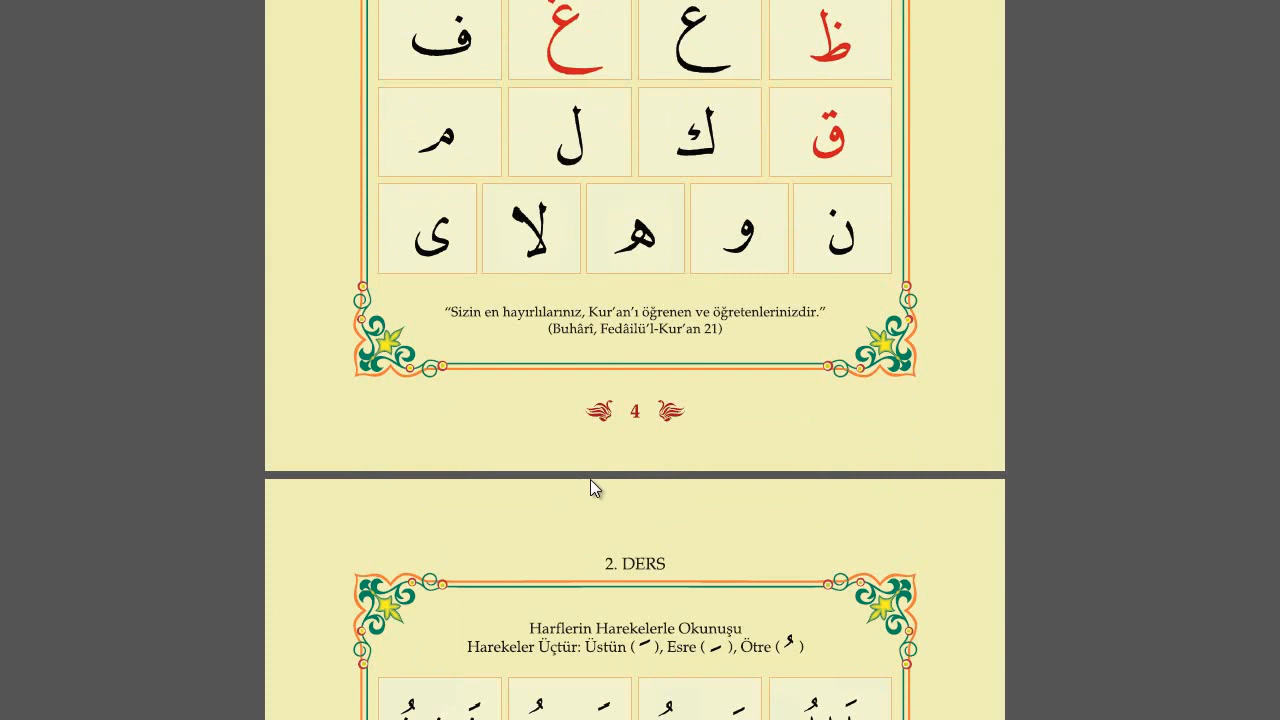 ظ ع غ ف
ق ك ل م
ن و ه لا ى
“Sizin en hayırlılarınız, Kur’an’ı öğrenen ve öğretenlerinizdir.”
(Buhârî, Fedâilü’l-Kur’an 21)
4
2. DERS
Harflerin Harekelerle Okunuşu
Harekeler Üçtür: Üstün ( َ ), Esre ( ِ ), Ötre ( ُ )